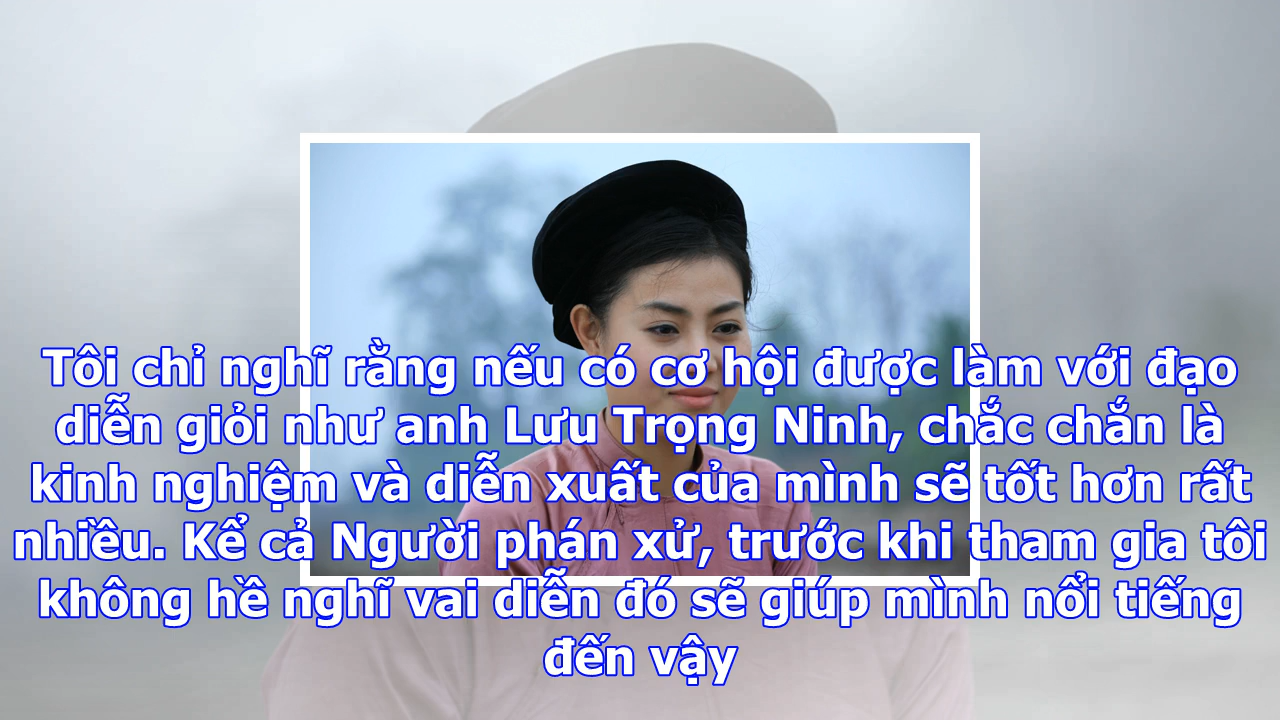 Tôi chỉ nghĩ rằng nếu có cơ hội được làm với đạo
diễn giỏi như anh Lưu Trọng Ninh, chắc chắn là
kinh nghiệm và diễn xuất của mình sẽ tốt hơn rất
nhiều. Kể cả Người phán xử, trước khi tham gia tôi
không hề nghĩ vai diễn đó sẽ giúp mình nổi tiếng
đến vậy